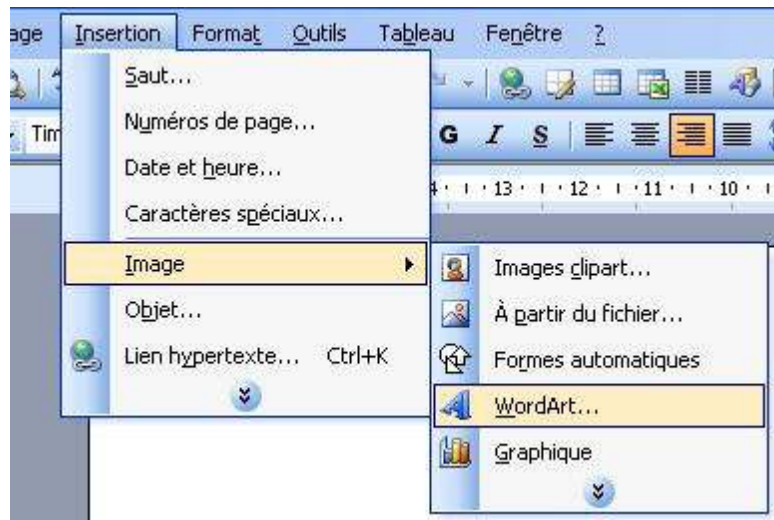 age Insertion Format Outils Tableau Fenêtre ?
Saut...
Tim
Numéros de page...
G I S
Date et heure...
13 12 11 10
Caractères spéciaux...
Image
Images clipart...
Objet...
À partir du fichier...
Lien hypertexte... Ctrl+K
Formes automatiques
WordArt...
Graphique